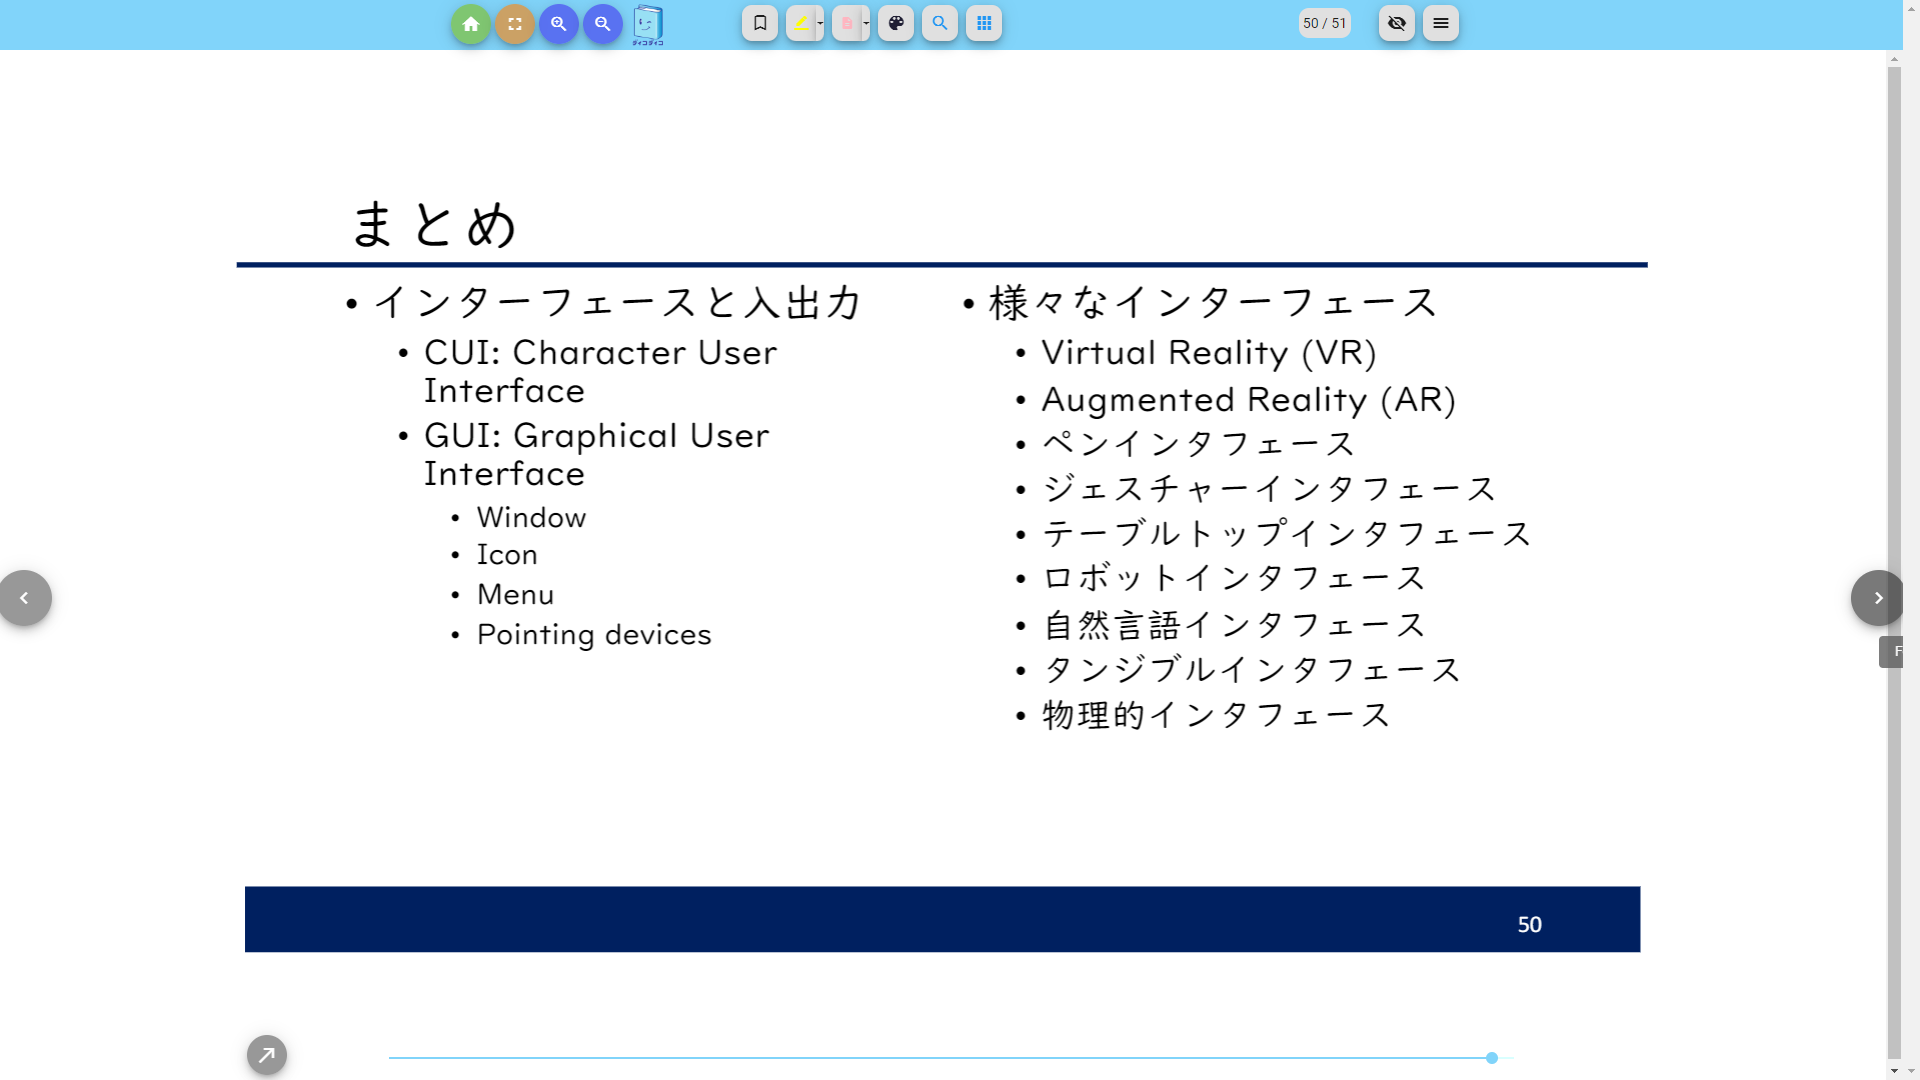 ダィコダィコ
50 / 51
まとめ
• インターフェースと入出力
• CUI: Character User
Interface
• GUI: Graphical User
Interface
• Window
• Icon
• Menu
• Pointing devices
• 様々なインターフェース
• Virtual Reality (VR)
• Augmented Reality (AR)
• ペンインタフェース
• ジェスチャーインタフェース
• テーブルトップインタフェース
• ロボットインタフェース
• 自然言語インタフェース
• タンジブルインタフェース
• 物理的インタフェース
F
50